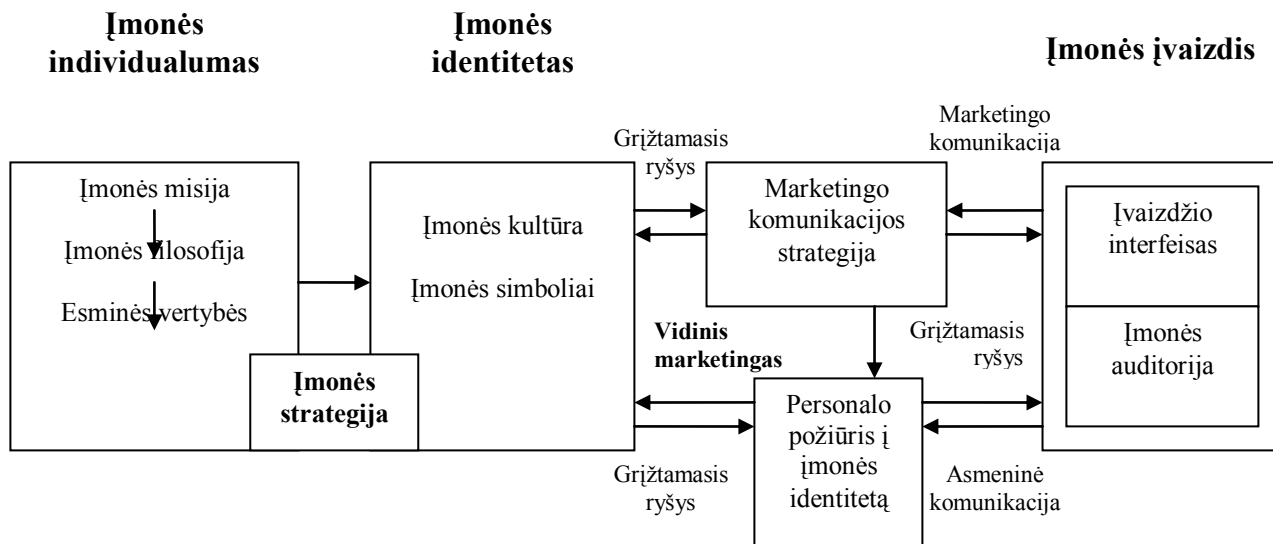 Įmonės
individualumas
Įmonės
identitetas
Įmonės įvaizdis
Įmonės misija
Įmonės filosofija
Esminės vertybės
Įmonės
strategija
Įmonės kultūra
Įmonės simboliai
Grįžtamasis
ryšys
Marketingo
komunikacijos
strategija
Marketingo
komunikacija
Įvaizdžio
interfeisas
Įmonės
auditorija
Vidinis
marketingas
Grįžtamasis
ryšys
Personalo
požiūris į
įmonės
identitetą
Grįžtamasis
ryšys
Asmeninė
komunikacija